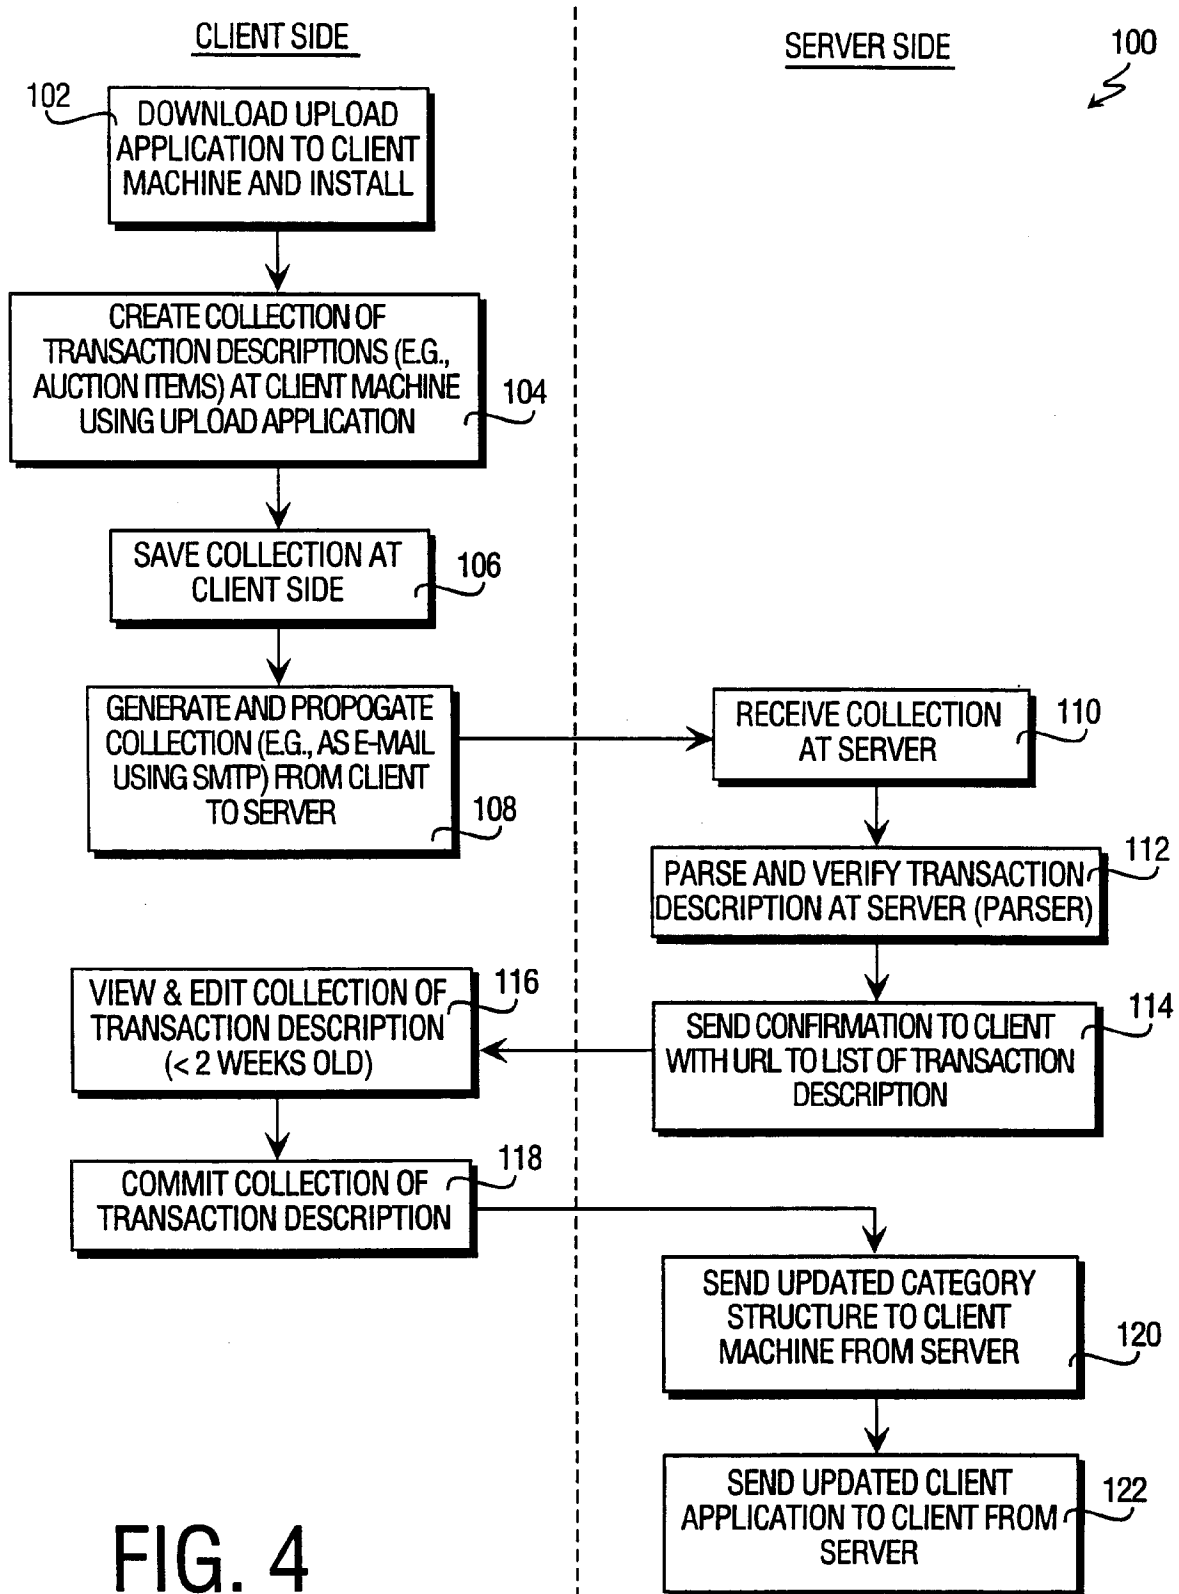 CLIENT SIDE
SERVER SIDE
100
102
DOWNLOAD UPLOAD
APPLICATION TO CLIENT
MACHINE AND INSTALL
CREATE COLLECTION OF
TRANSACTION DESCRIPTIONS (E.G.,
AUCTION ITEMS) AT CLIENT MACHINE
USING UPLOAD APPLICATION
104
SAVE COLLECTION AT
CLIENT SIDE
106
GENERATE AND PROPOGATE
COLLECTION (E.G., AS E-MAIL
USING SMTP) FROM CLIENT
TO SERVER
108
RECEIVE COLLECTION
AT SERVER
110
PARSE AND VERIFY TRANSACTION
DESCRIPTION AT SERVER (PARSER)
112
SEND CONFIRMATION TO CLIENT
WITH URL TO LIST OF TRANSACTION
DESCRIPTION
114
VIEW & EDIT COLLECTION OF
TRANSACTION DESCRIPTION
(< 2 WEEKS OLD)
116
COMMIT COLLECTION OF
TRANSACTION DESCRIPTION
118
SEND UPDATED CATEGORY
STRUCTURE TO CLIENT
MACHINE FROM SERVER
120
SEND UPDATED CLIENT
APPLICATION TO CLIENT FROM
SERVER
122
FIG. 4